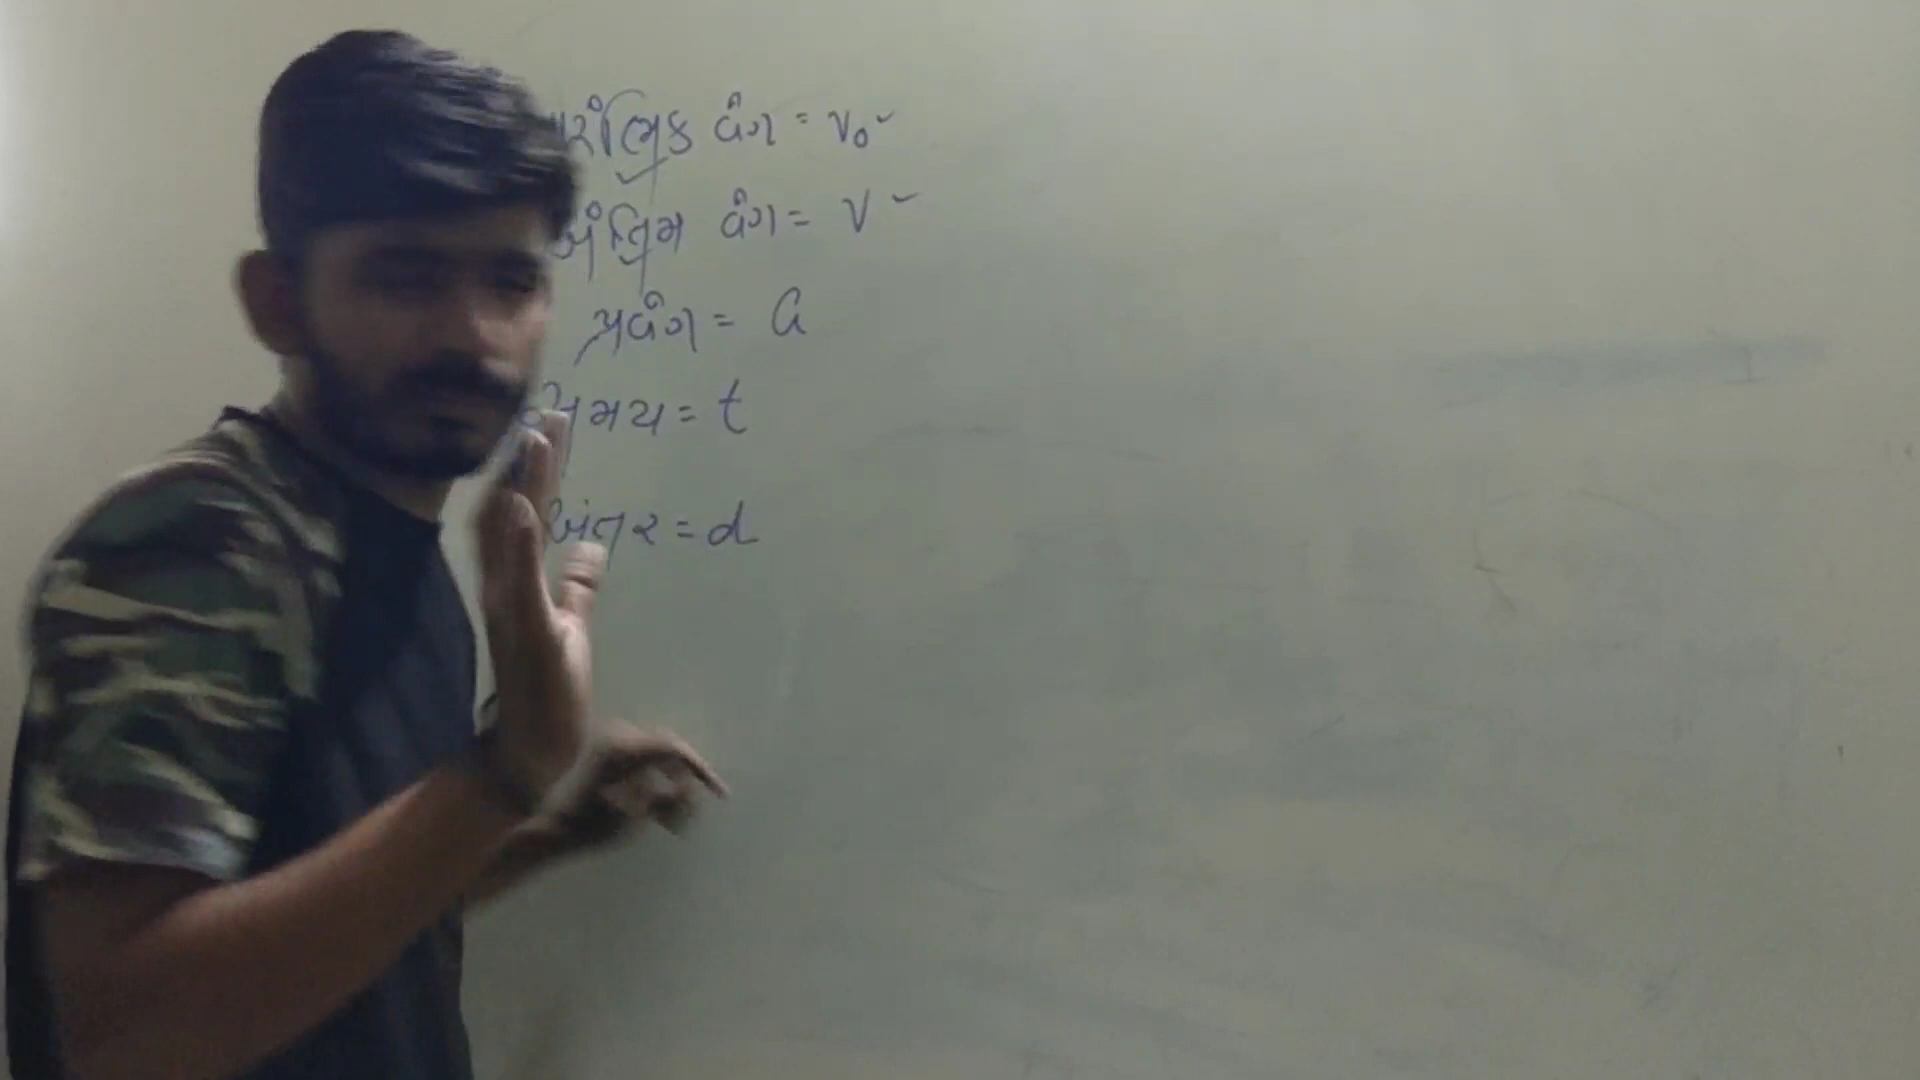 પ્રારંભિક વેગ = v₀
અંતિમ વેગ = v
પ્રવેગ = a
સમય = t
અંતર = d